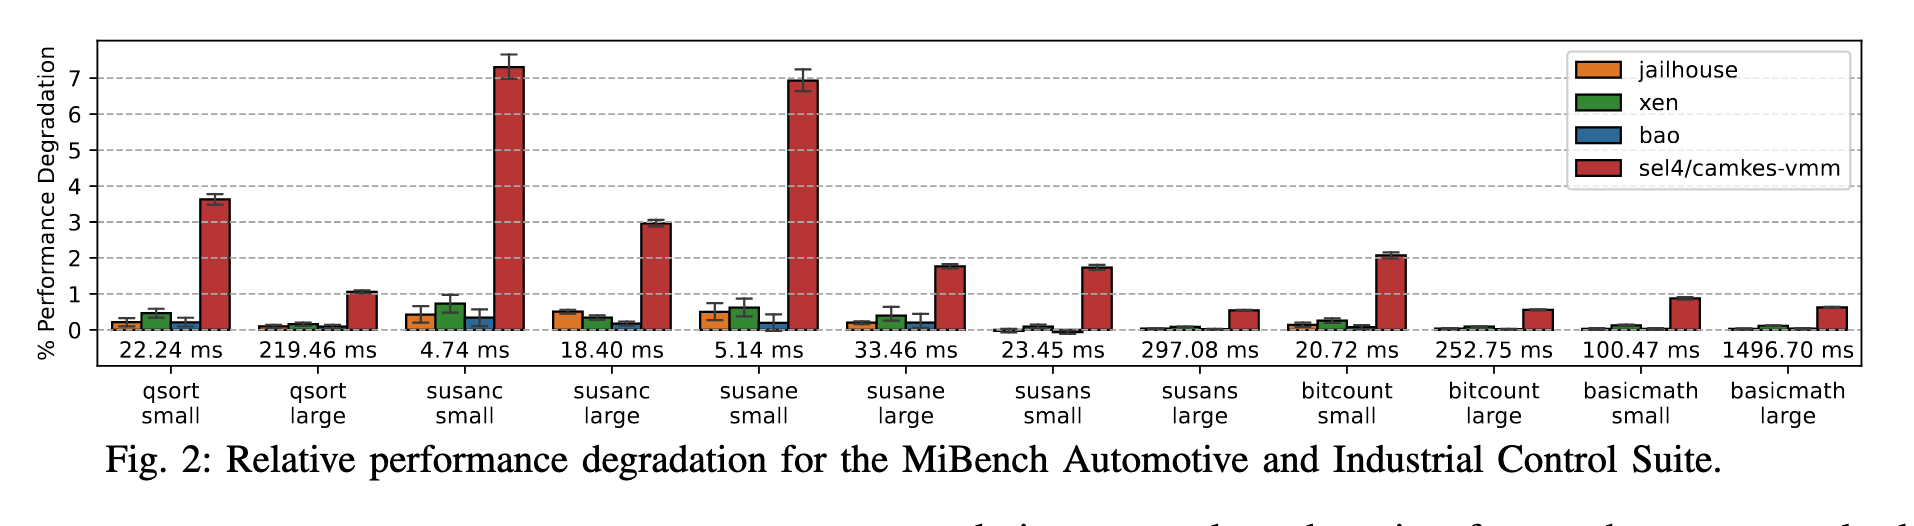 % Performance Degradation
7
6
5
4
3
2
1
0
jailhouse
xen
bao
sel4/camkes-vmm
22.24 ms 219.46 ms 4.74 ms 18.40 ms 5.14 ms 33.46 ms 23.45 ms 297.08 ms 20.72 ms 252.75 ms 100.47 ms 1496.70 ms
qsort qsort susanc susanc susane susane susans susans bitcount bitcount basicmath basicmath
small large small large small large small large small large small large
Fig. 2: Relative performance degradation for the MiBench Automotive and Industrial Control Suite.